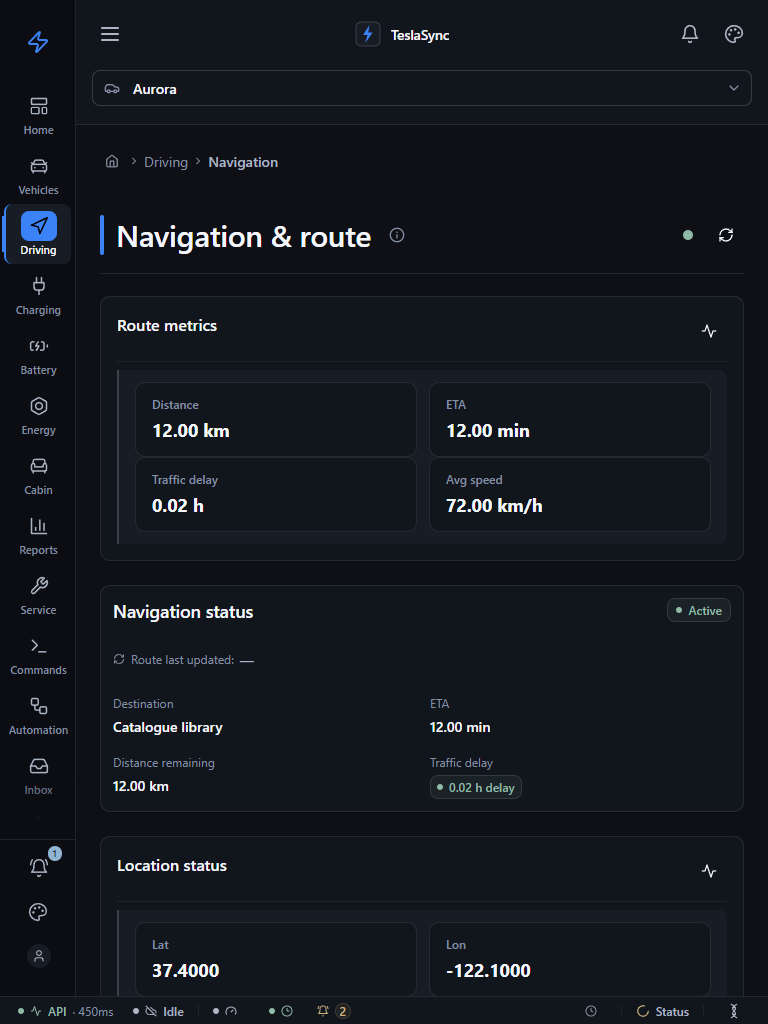 TeslaSync
Aurora
Home
Vehicles
Driving
Charging
Battery
Energy
Cabin
Reports
Service
Commands
Automation
Inbox
1
Driving > Navigation
Navigation & route
Route metrics
Distance
12.00 km
ETA
12.00 min
Traffic delay
0.02 h
Avg speed
72.00 km/h
Navigation status
Active
Route last updated: —
Destination
Catalogue library
ETA
12.00 min
Distance remaining
12.00 km
Traffic delay
0.02 h delay
Location status
Lat
37.4000
Lon
-122.1000
API · 450ms
Idle
2
Status